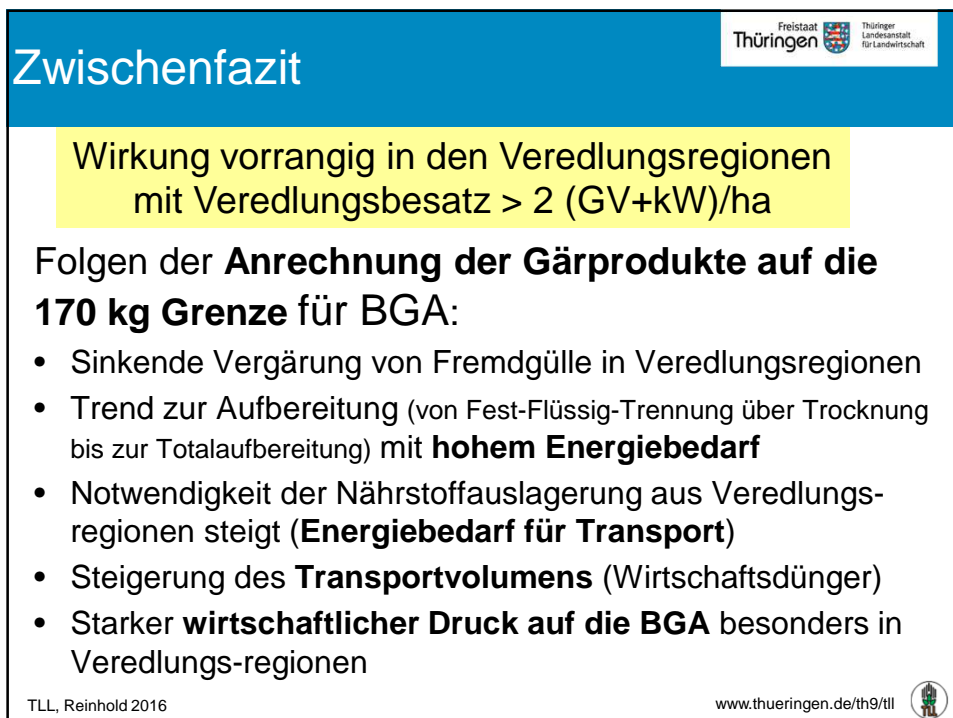 Zwischenfazit
Freistaat
Thüringen
Thüringer
Landesanstalt
für Landwirtschaft
Wirkung vorrangig in den Veredlungsregionen
mit Veredlungsbesatz > 2 (GV+kW)/ha
Folgen der Anrechnung der Gärprodukte auf die
170 kg Grenze für BGA:
• Sinkende Vergärung von Fremdgülle in Veredlungsregionen
• Trend zur Aufbereitung (von Fest-Flüssig-Trennung über Trocknung
bis zur Totalaufbereitung) mit hohem Energiebedarf
• Notwendigkeit der Nährstoffauslagerung aus Veredlungs-
regionen steigt (Energiebedarf für Transport)
• Steigerung des Transportvolumens (Wirtschaftsdünger)
• Starker wirtschaftlicher Druck auf die BGA besonders in
Veredlungs-regionen
TLL, Reinhold 2016
www.thueringen.de/th9/tll
TLL